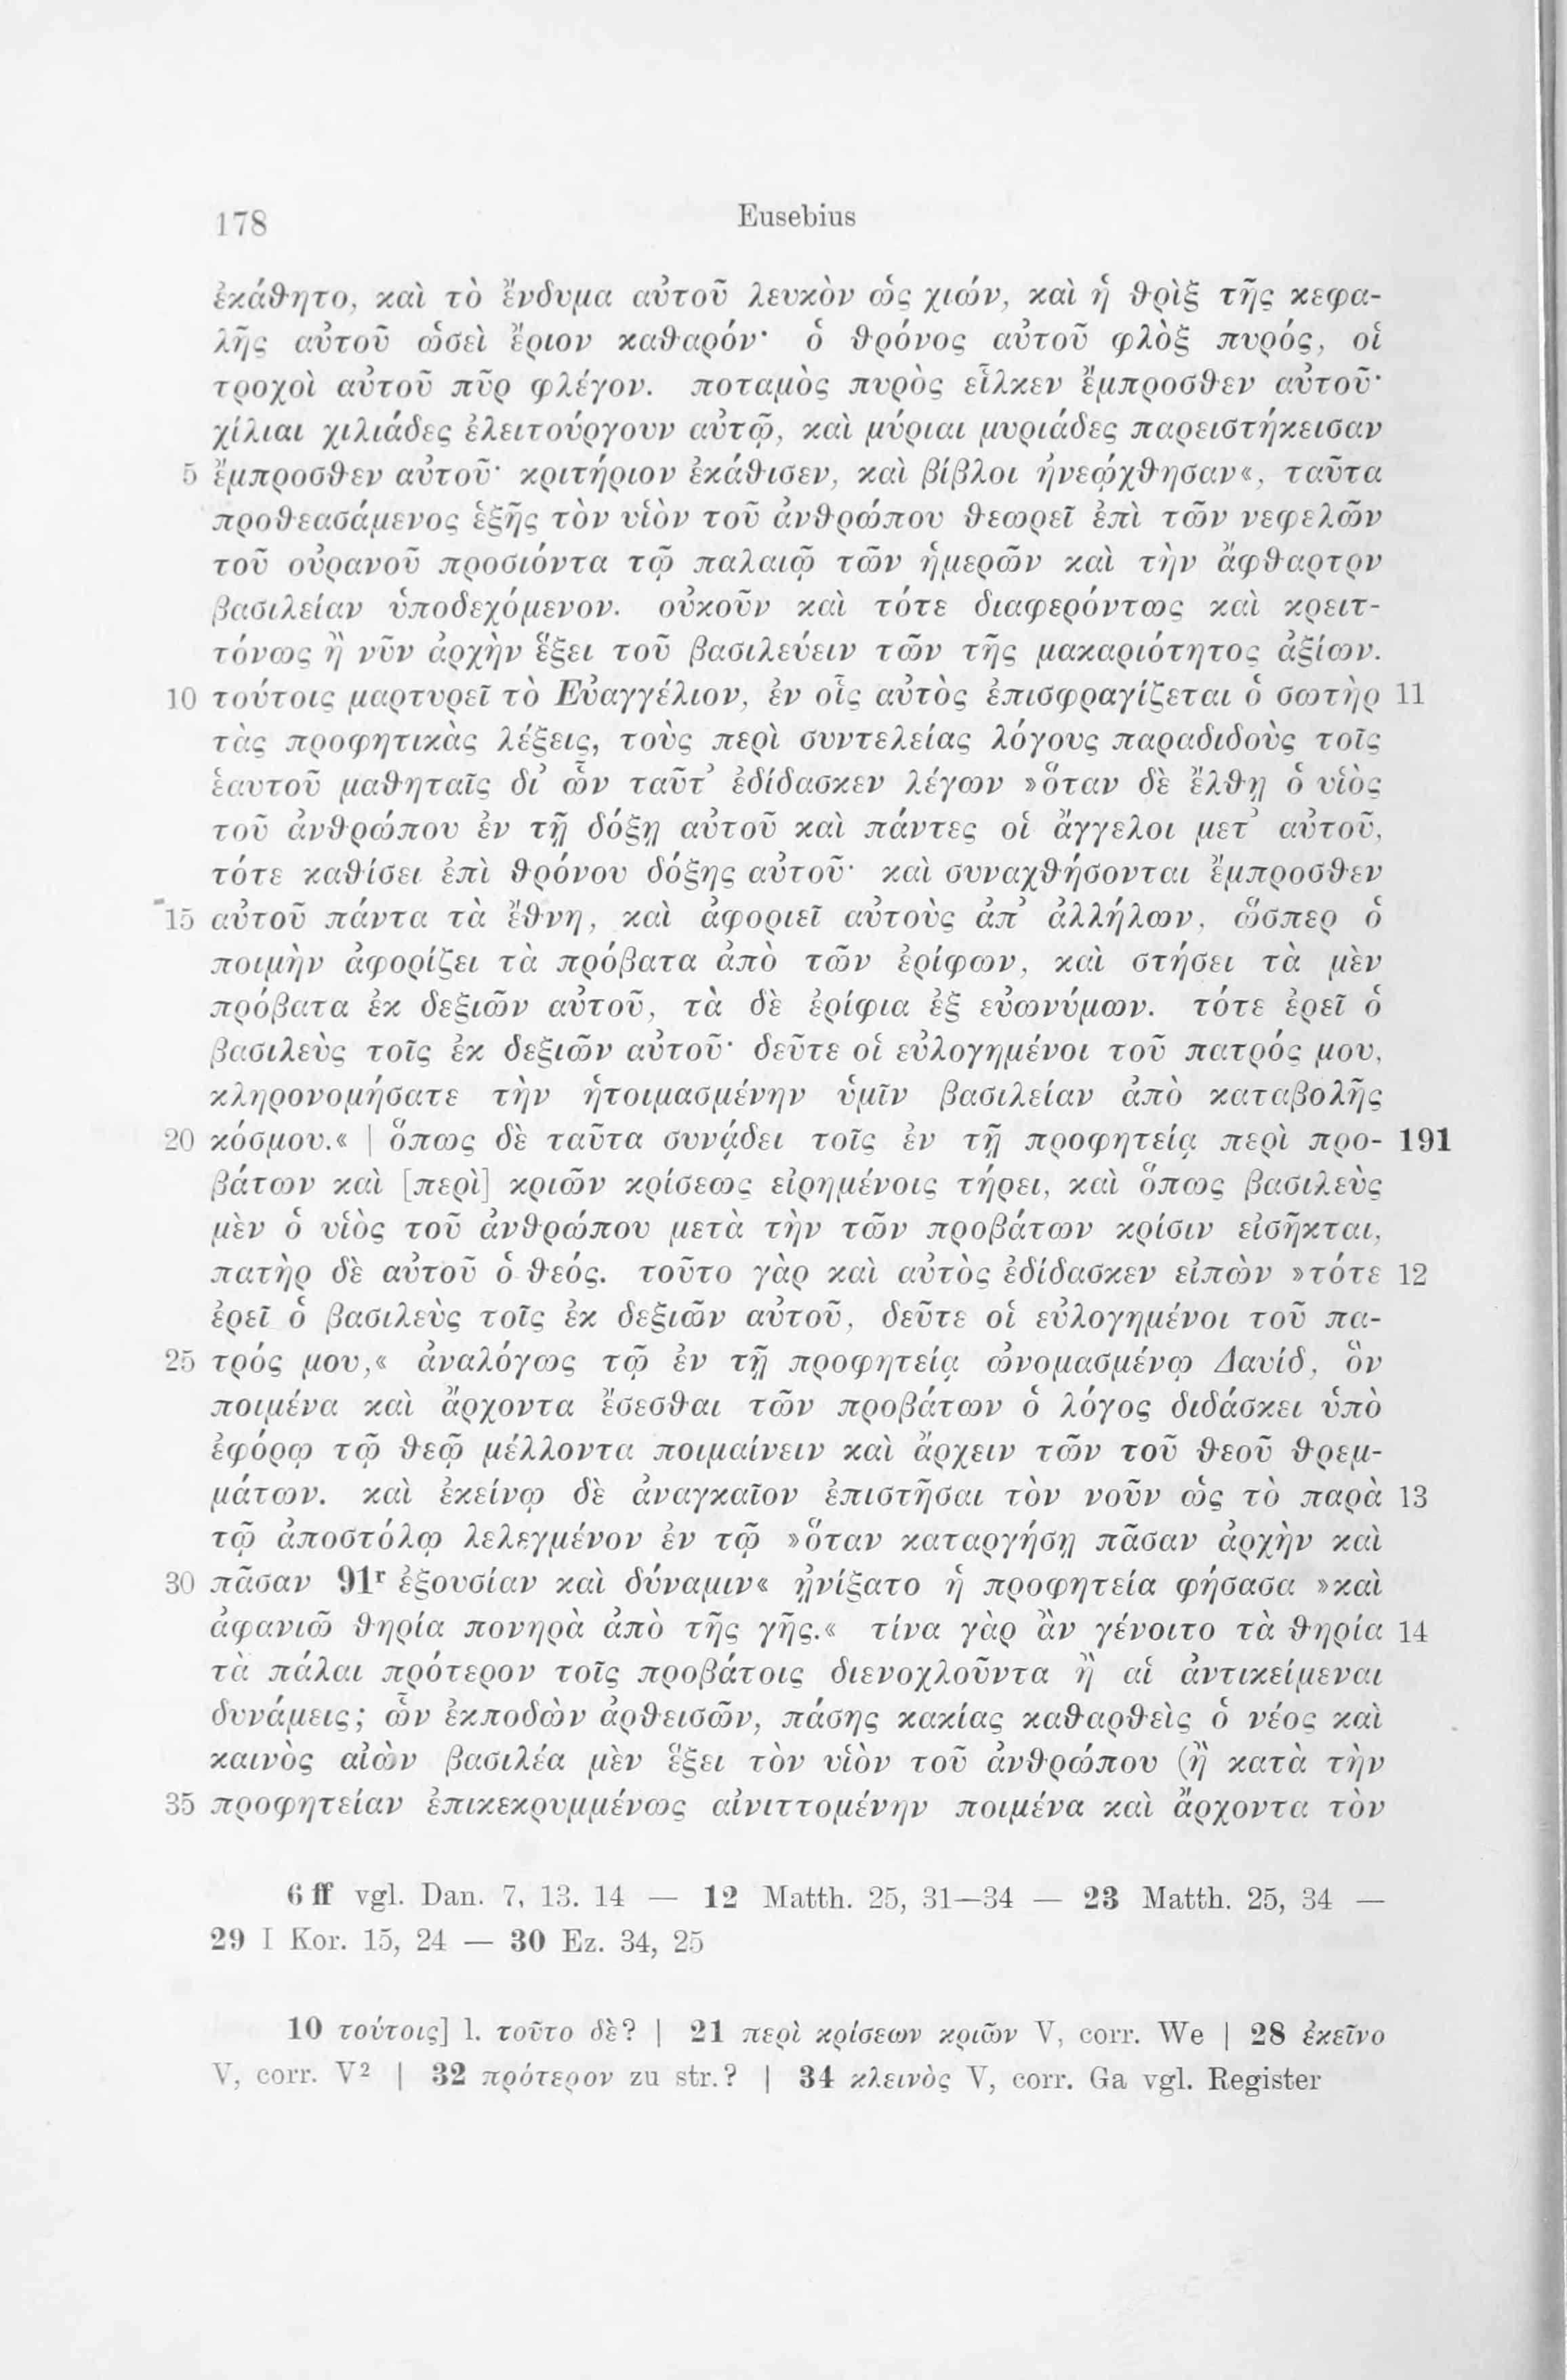 178 Eusebius
ἐκάθητο, καὶ τὸ ἔνδυμα αὐτοῦ λευκὸν ὡς χιών, καὶ ἡ θρὶξ τῆς κεφα-
λῆς αὐτοῦ ὡσεὶ ἔριον καθαρόν· ὁ θρόνος αὐτοῦ φλὸξ πυρός, οἱ
τροχοὶ αὐτοῦ πῦρ φλέγον. ποταμὸς πυρὸς εἷλκεν ἔμπροσθεν αὐτοῦ·
χίλιαι χιλιάδες ἐλειτούργουν αὐτῷ, καὶ μύριαι μυριάδες παρειστήκεισαν
5 ἔμπροσθεν αὐτοῦ· κριτήριον ἐκάθισεν, καὶ βίβλοι ἠνεῴχθησαν«, ταῦτα
προθεασάμενος ἑξῆς τὸν υἱὸν τοῦ ἀνθρώπου θεωρεῖ ἐπὶ τῶν νεφελῶν
τοῦ οὐρανοῦ προσιόντα τῷ παλαιῷ τῶν ἡμερῶν καὶ τὴν ἄφθαρτον
βασιλείαν ὑποδεχόμενον. οὐκοῦν καὶ τότε διαφερόντως καὶ κρειτ-
τόνως ἢ νῦν ἀρχὴν ἕξει τοῦ βασιλεύειν τῶν τῆς μακαριότητος ἀξίων.
10 τούτοις μαρτυρεῖ τὸ Εὐαγγέλιον, ἐν οἷς αὐτὸς ἐπισφραγίζεται ὁ σωτὴρ 11
τὰς προφητικὰς λέξεις, τοὺς περὶ συντελείας λόγους παραδιδοὺς τοῖς
ἑαυτοῦ μαθηταῖς δι᾽ ὧν ταῦτ᾽ ἐδίδασκεν λέγων »ὅταν δὲ ἔλθῃ ὁ υἱὸς
τοῦ ἀνθρώπου ἐν τῇ δόξῃ αὐτοῦ καὶ πάντες οἱ ἄγγελοι μετ᾽ αὐτοῦ,
τότε καθίσει ἐπὶ θρόνου δόξης αὐτοῦ· καὶ συναχθήσονται ἔμπροσθεν
15 αὐτοῦ πάντα τὰ ἔθνη, καὶ ἀφοριεῖ αὐτοὺς ἀπ᾽ ἀλλήλων, ὥσπερ ὁ
ποιμὴν ἀφορίζει τὰ πρόβατα ἀπὸ τῶν ἐρίφων, καὶ στήσει τὰ μὲν
πρόβατα ἐκ δεξιῶν αὐτοῦ, τὰ δὲ ἐρίφια ἐξ εὐωνύμων. τότε ἐρεῖ ὁ
βασιλεὺς τοῖς ἐκ δεξιῶν αὐτοῦ· δεῦτε οἱ εὐλογημένοι τοῦ πατρός μου,
κληρονομήσατε τὴν ἡτοιμασμένην ὑμῖν βασιλείαν ἀπὸ καταβολῆς
20 κόσμου.« | ὅπως δὲ ταῦτα συνᾴδει τοῖς ἐν τῇ προφητείᾳ περὶ προ- 191
βάτων καὶ [περὶ] κριῶν κρίσεως εἰρημένοις τήρει, καὶ ὅπως βασιλεὺς
μὲν ὁ υἱὸς τοῦ ἀνθρώπου μετὰ τὴν τῶν προβάτων κρίσιν εἰσῆκται,
πατὴρ δὲ αὐτοῦ ὁ θεός. τοῦτο γὰρ καὶ αὐτὸς ἐδίδασκεν εἰπὼν »τότε 12
ἐρεῖ ὁ βασιλεὺς τοῖς ἐκ δεξιῶν αὐτοῦ, δεῦτε οἱ εὐλογημένοι τοῦ πα-
25 τρός μου,« ἀναλόγως τῷ ἐν τῇ προφητείᾳ ὠνομασμένῳ Δαυίδ, ὃν
ποιμένα καὶ ἄρχοντα ἔσεσθαι τῶν προβάτων ὁ λόγος διδάσκει ὑπὸ
ἐφόρῳ τῷ θεῷ μέλλοντα ποιμαίνειν καὶ ἄρχειν τῶν τοῦ θεοῦ θρεμ-
μάτων. καὶ ἐκείνῳ δὲ ἀναγκαῖον ἐπιστῆσαι τὸν νοῦν ὡς τὸ παρὰ 13
τῷ ἀποστόλῳ λελεγμένον ἐν τῷ »ὅταν καταργήσῃ πᾶσαν ἀρχὴν καὶ
30 πᾶσαν 91ʳ ἐξουσίαν καὶ δύναμιν« ᾐνίξατο ἡ προφητεία φήσασα »καὶ
ἀφανιῶ θηρία πονηρὰ ἀπὸ τῆς γῆς.« τίνα γὰρ ἂν γένοιτο τὰ θηρία 14
τὰ πάλαι πρότερον τοῖς προβάτοις διενοχλοῦντα ἢ αἱ ἀντικείμεναι
δυνάμεις; ὧν ἐκποδὼν ἀρθεισῶν, πάσης κακίας καθαρθεὶς ὁ νέος καὶ
καινὸς αἰὼν βασιλέα μὲν ἕξει τὸν υἱὸν τοῦ ἀνθρώπου (ἢ κατὰ τὴν
35 προφητείαν ἐπικεκρυμμένως αἰνιττομένην ποιμένα καὶ ἄρχοντα τὸν
6 ff vgl. Dan. 7, 13. 14 — 12 Matth. 25, 31—34 — 23 Matth. 25, 34 —
29 I Kor. 15, 24 — 30 Ez. 34, 25
10 τούτοις] l. τοῦτο δὲ? | 21 περὶ κρίσεων κριῶν V, corr. We | 28 ἐκεῖνο
V, corr. V² | 32 πρότερον zu str.? | 34 κλεινὸς V, corr. Ga vgl. Register